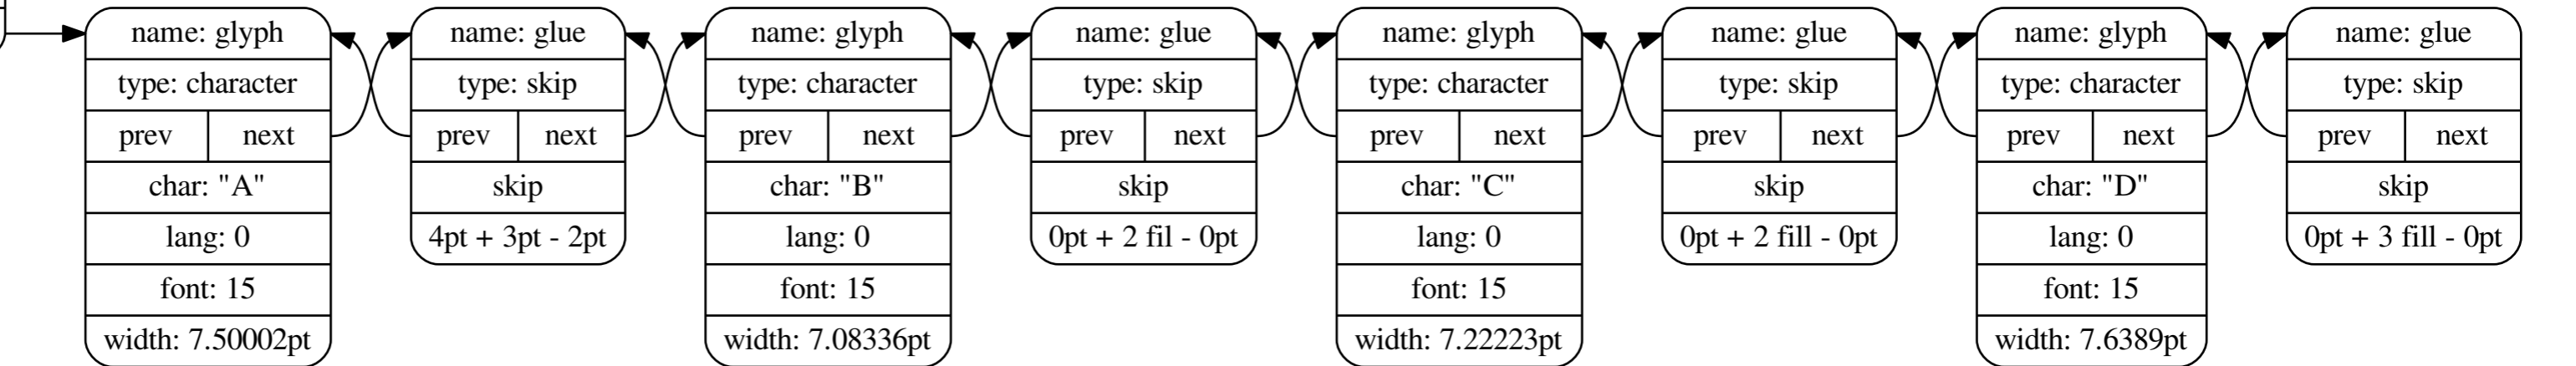 name: glyph
type: character
prev next
char: "A"
lang: 0
font: 15
width: 7.50002pt
name: glue
type: skip
prev next
skip
4pt + 3pt - 2pt
name: glyph
type: character
prev next
char: "B"
lang: 0
font: 15
width: 7.08336pt
name: glue
type: skip
prev next
skip
0pt + 2 fil - 0pt
name: glyph
type: character
prev next
char: "C"
lang: 0
font: 15
width: 7.22223pt
name: glue
type: skip
prev next
skip
0pt + 2 fill - 0pt
name: glyph
type: character
prev next
char: "D"
lang: 0
font: 15
width: 7.6389pt
name: glue
type: skip
prev next
skip
0pt + 3 fill - 0pt